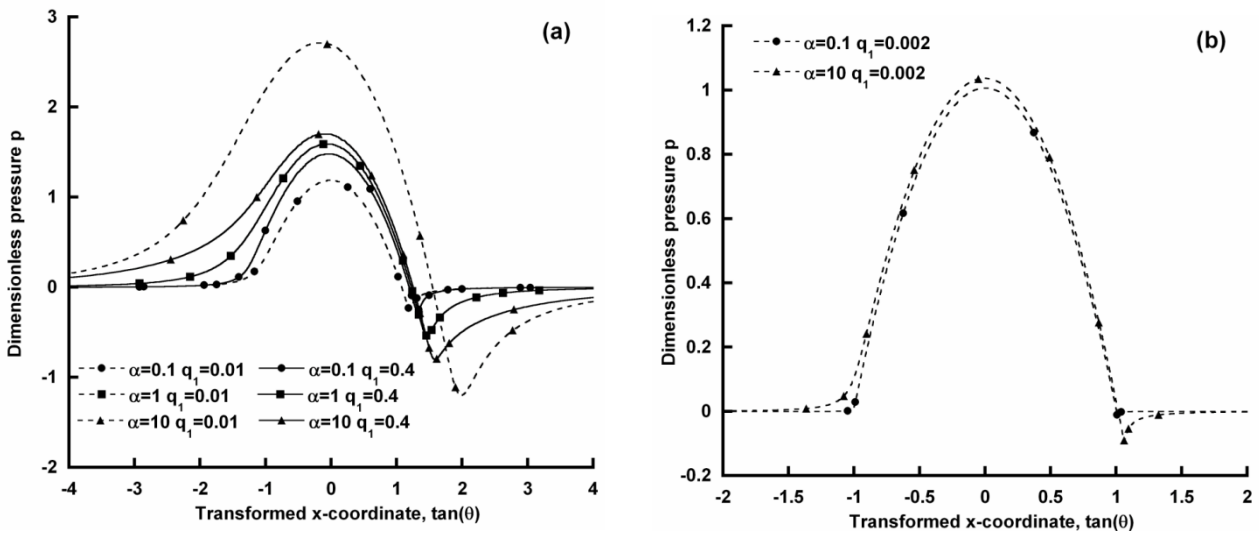 (a)
Dimensionless pressure p
3
2
1
0
-1
-2
α=0.1 q1=0.01
α=0.1 q1=0.4
α=1 q1=0.01
α=1 q1=0.4
α=10 q1=0.01
α=10 q1=0.4
-4 -3 -2 -1 0 1 2 3 4
Transformed x-coordinate, tan(θ)
(b)
Dimensionless pressure p
1.2
1
0.8
0.6
0.4
0.2
0
-0.2
α=0.1 q1=0.002
α=10 q1=0.002
-2 -1.5 -1 -0.5 0 0.5 1 1.5 2
Transformed x-coordinate, tan(θ)